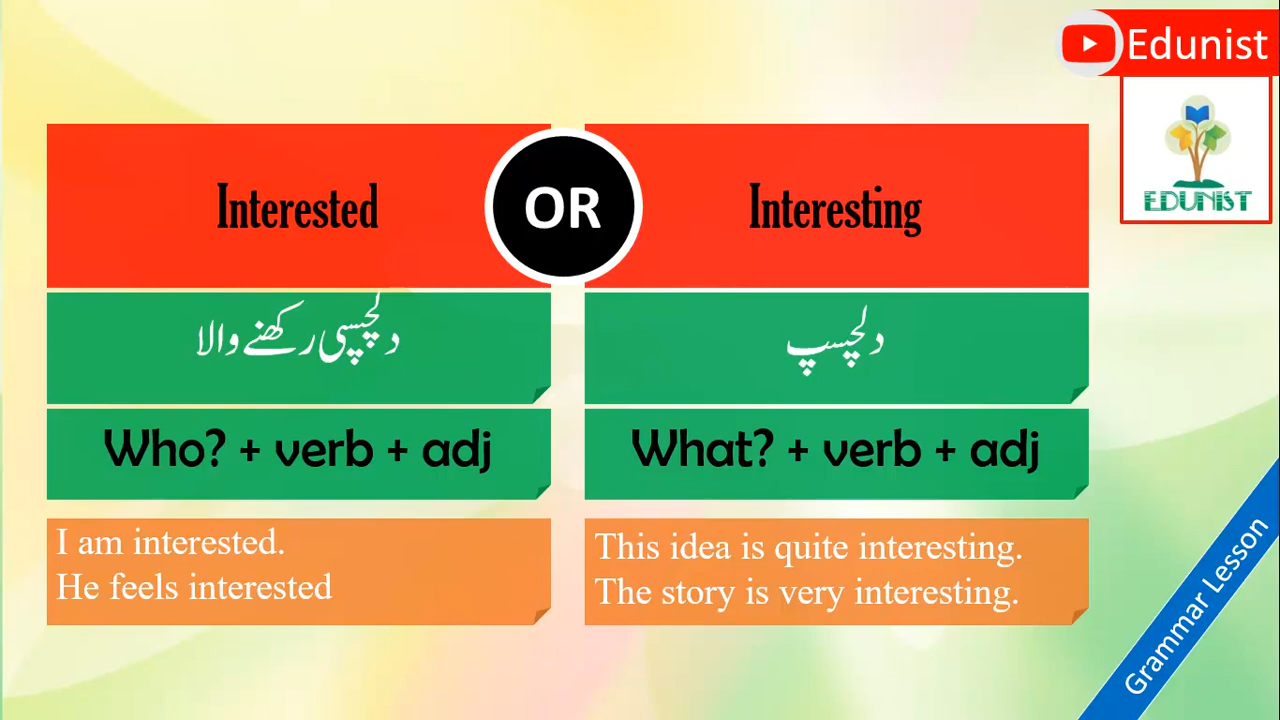 Edunist
EDUNIST
Interested
OR
Interesting
دلچسپی رکھنے والا
دلچسپ
Who? + verb + adj
What? + verb + adj
I am interested.
He feels interested
This idea is quite interesting.
The story is very interesting.
Grammar Lesson